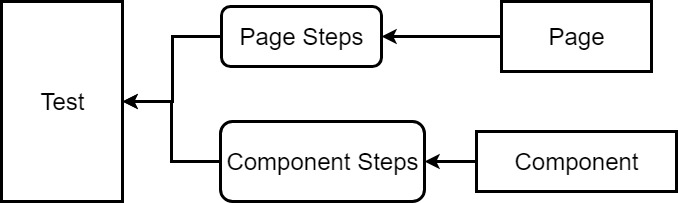 Page Steps
Page
Test
Component Steps
Component